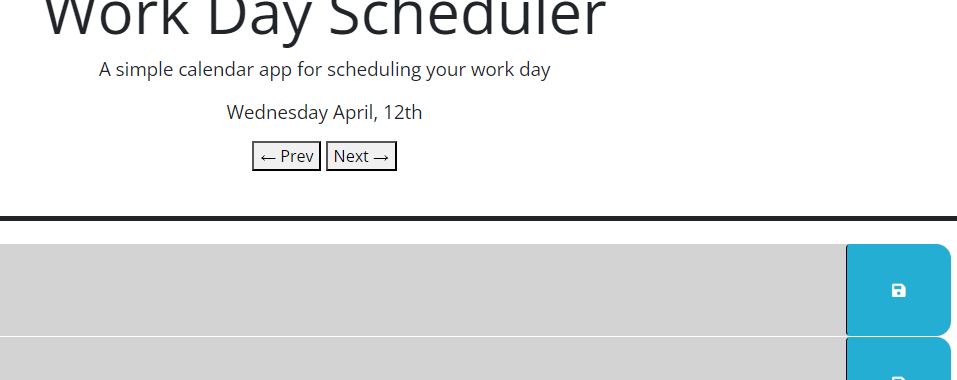 Work Day Scheduler
A simple calendar app for scheduling your work day
Wednesday April, 12th
← Prev Next →